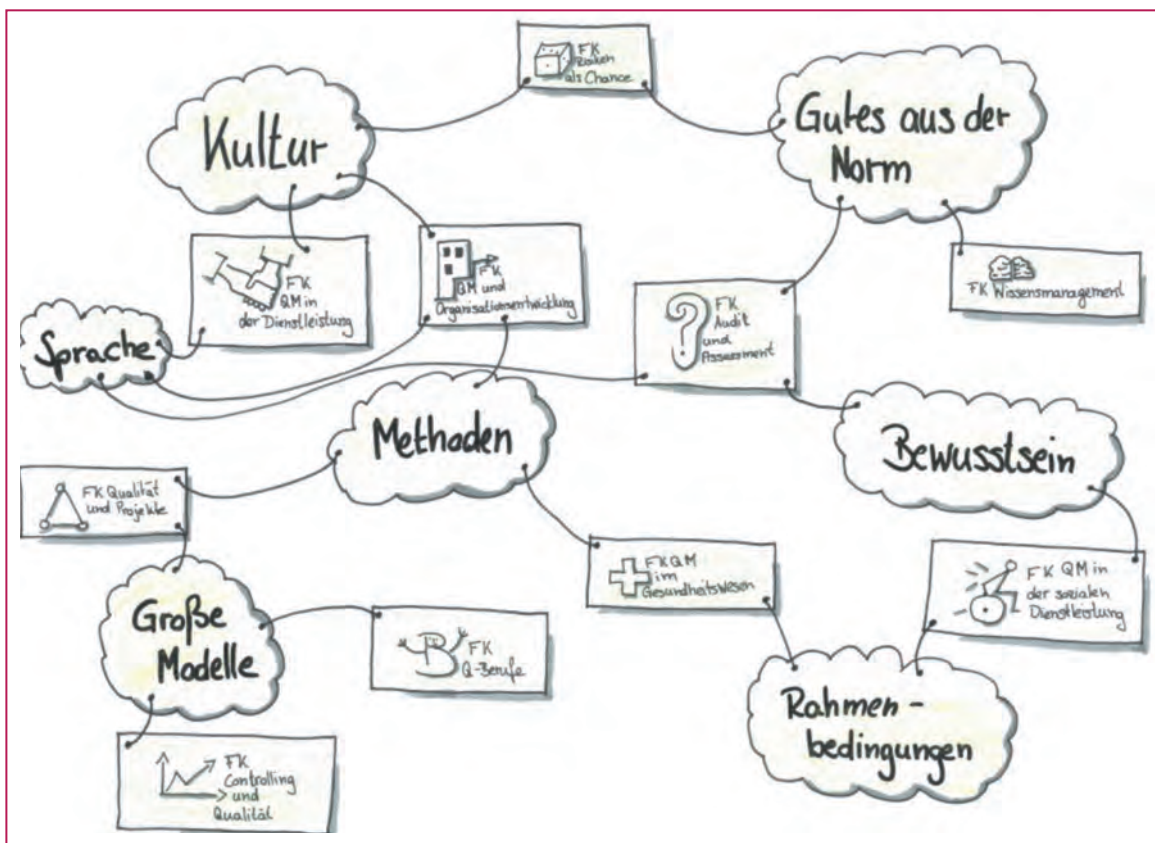 FK
Risiken
als Chance
Kultur
Gutes aus der
Norm
FK
QM in
der Dienstleistung
FK
QM und
Organisationsentwicklung
FK Wissensmanagement
FK
Audit
und
Assessment
Sprache
Methoden
Bewusstsein
FK Qualität
und Projekte
FK QM
im
Gesundheitswesen
FK QM in
der sozialen
Dienstleistung
Große
Modelle
FK
Q-Berufe
Rahmen-
bedingungen
FK
Controlling
und
Qualität